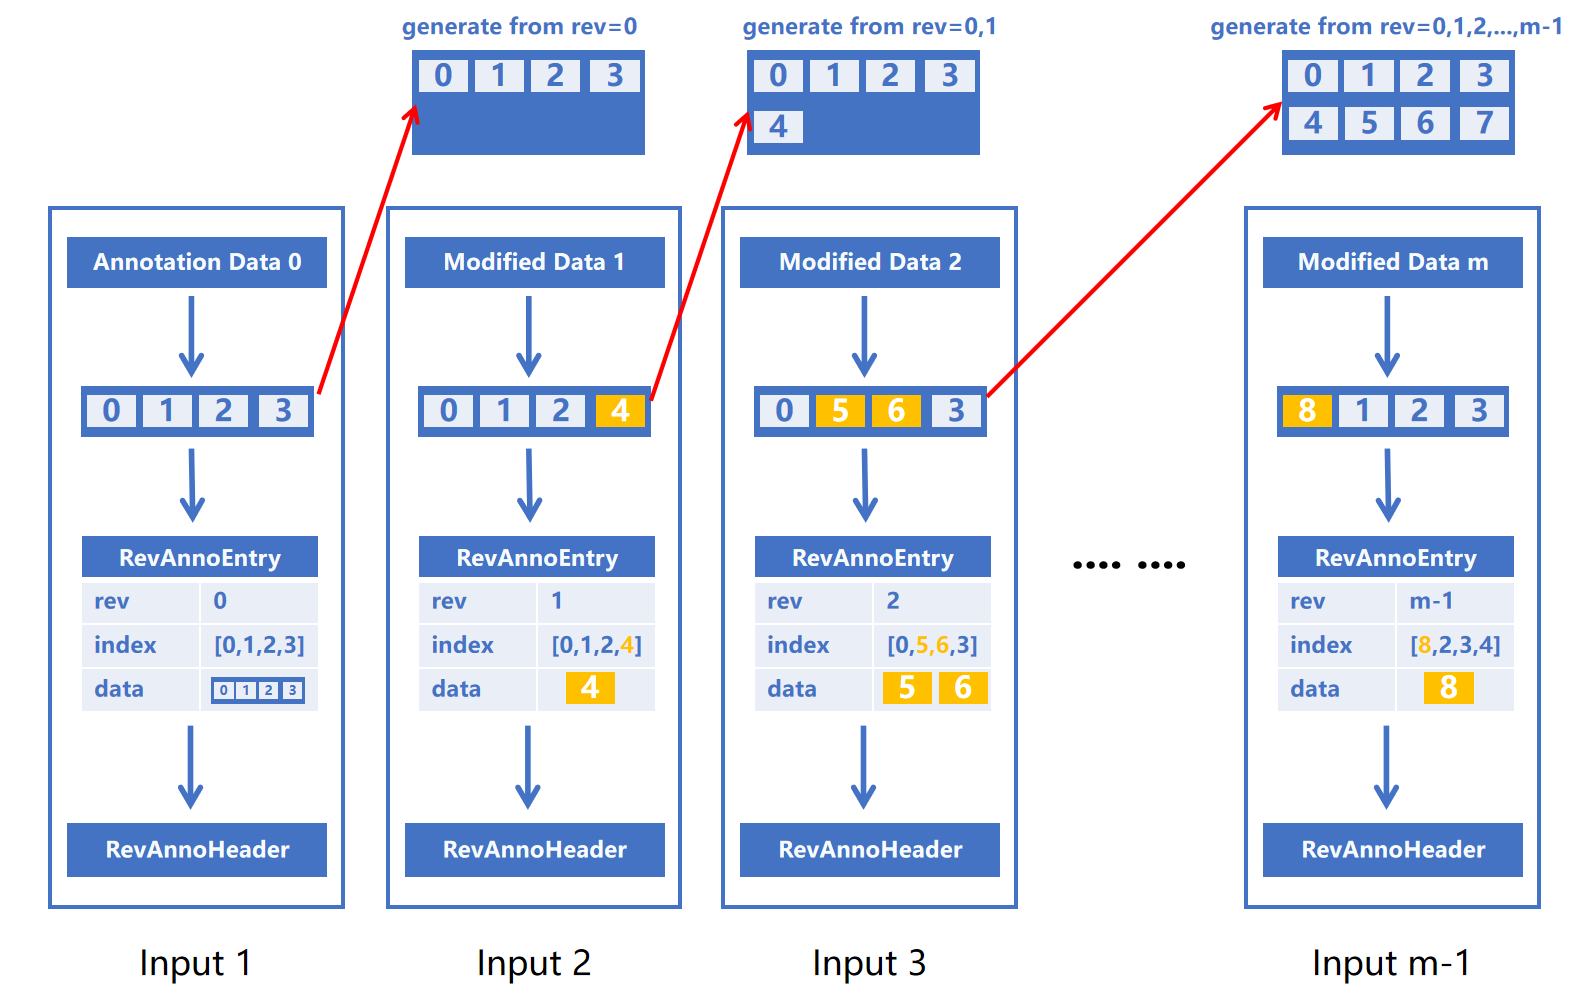 generate from rev=0
generate from rev=0,1
generate from rev=0,1,2,...,m-1
0 1 2 3
0 1 2 3
4
0 1 2 3
4 5 6 7
Annotation Data 0
0 1 2 3
RevAnnoEntry
rev 0
index [0,1,2,3]
data 0 1 2 3
RevAnnoHeader
Input 1
Modified Data 1
0 1 2 4
RevAnnoEntry
rev 1
index [0,1,2,4]
data 4
RevAnnoHeader
Input 2
Modified Data 2
0 5 6 3
RevAnnoEntry
rev 2
index [0,5,6,3]
data 5 6
RevAnnoHeader
Input 3
.... ....
Modified Data m
8 1 2 3
RevAnnoEntry
rev m-1
index [8,2,3,4]
data 8
RevAnnoHeader
Input m-1